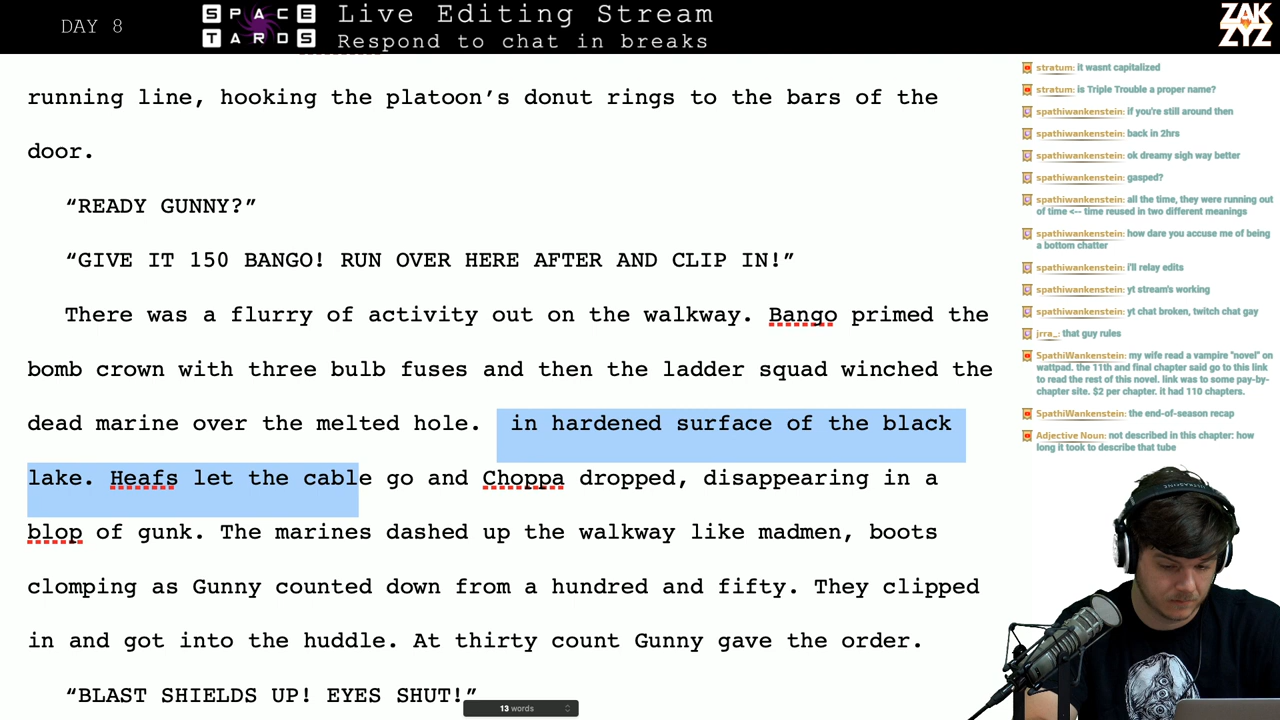 DAY 8
SPACE
TARDS
Live Editing Stream
Respond to chat in breaks
ZAK
ZYZ
running line, hooking the platoon’s donut rings to the bars of the
door.
“READY GUNNY?”
“GIVE IT 150 BANGO! RUN OVER HERE AFTER AND CLIP IN!”
There was a flurry of activity out on the walkway. Bango primed the
bomb crown with three bulb fuses and then the ladder squad winched the
dead marine over the melted hole.  in hardened surface of the black
lake. Heafs let the cable go and Choppa dropped, disappearing in a
blop of gunk. The marines dashed up the walkway like madmen, boots
clomping as Gunny counted down from a hundred and fifty. They clipped
in and got into the huddle. At thirty count Gunny gave the order.
“BLAST SHIELDS UP! EYES SHUT!”
13 words
stratum: it wasnt capitalized
stratum: is Triple Trouble a proper name?
spathiwankenstein: if you're still around then
spathiwankenstein: back in 2hrs
spathiwankenstein: ok dreamy sigh way better
spathiwankenstein: gasped?
spathiwankenstein: all the time, they were running out
of time <-- time reused in two different meanings
spathiwankenstein: how dare you accuse me of being
a bottom chatter
spathiwankenstein: i'll relay edits
spathiwankenstein: yt stream's working
spathiwankenstein: yt chat broken, twitch chat gay
jrra_: that guy rules
SpathiWankenstein: my wife read a vampire "novel" on
wattpad. the 11th and final chapter said go to this link
to read the rest of this novel. link was to some pay-by-
chapter site. $2 per chapter. it had 110 chapters.
SpathiWankenstein: the end-of-season recap
Adjective Noun: not described in this chapter: how
long it took to describe that tube